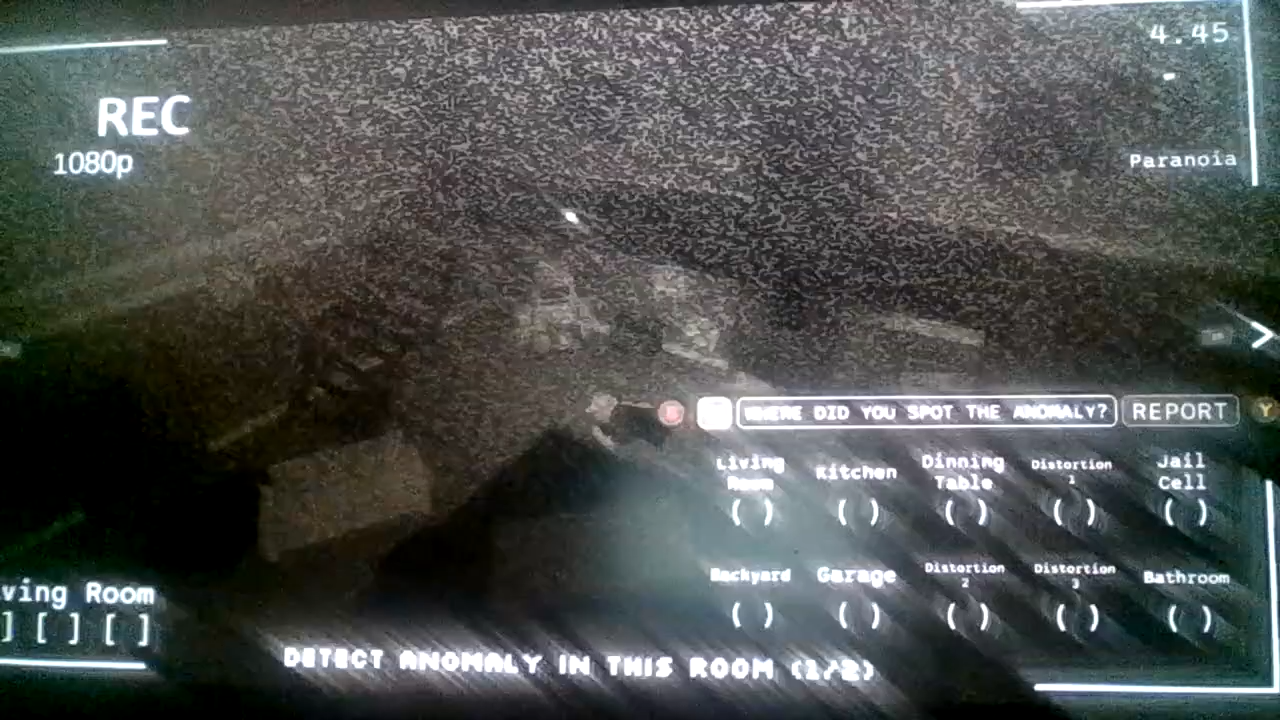 4.45
REC
1080p
Paranoia
WHERE DID YOU SPOT THE ANOMALY?
REPORT
Y
Living Room
Kitchen
Dinning Table
Distortion 1
Jail Cell
( ) ( ) ( ) ( ) ( )
Backyard
Garage
Distortion 2
Distortion 3
Bathroom
( ) ( ) ( ) ( ) ( )
ving Room
] [ ] [ ]
DETECT ANOMALY IN THIS ROOM (1/2)